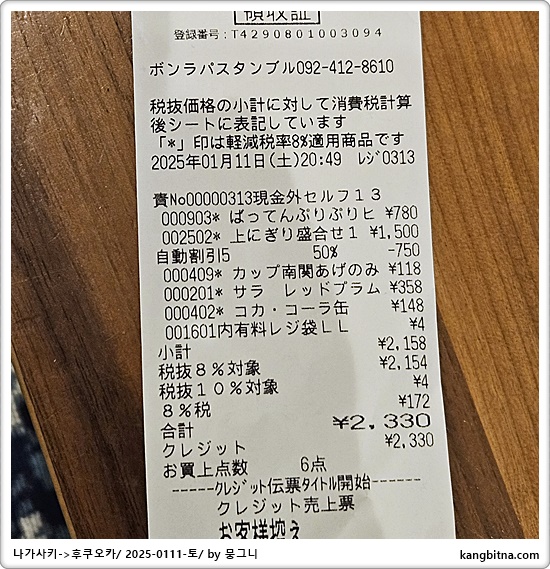 領収証
登録番号：T4290801003094
ボンラパスタンブル092-412-8610
税抜価格の小計に対して消費税計算
後シートに表記しています
「*」印は軽減税率8%適用商品です
2025年01月11日(土)20:49 ﾚｼﾞ0313
責No00000313現金外セルフ１３
000903* ばってんぷりぷりヒ ¥780
002502* 上にぎり盛合せ１ ¥1,500
自動割引5 50% -750
000409* カップ南関あげのみ ¥118
000201* サラ レッドプラム ¥358
000402* コカ・コーラ缶 ¥148
001601内有料レジ袋ＬＬ ¥4
小計 ¥2,158
税抜８％対象 ¥2,154
税抜１０％対象 ¥4
８％税 ¥172
合計 ¥2,330
クレジット ¥2,330
お買上点数 6点
-----ｸﾚｼﾞｯﾄ伝票ﾀｲﾄﾙ開始------
クレジット売上票
お客様控え
나가사키->후쿠오카/ 2025-0111-토/ by 뭉그니
kangbitna.com